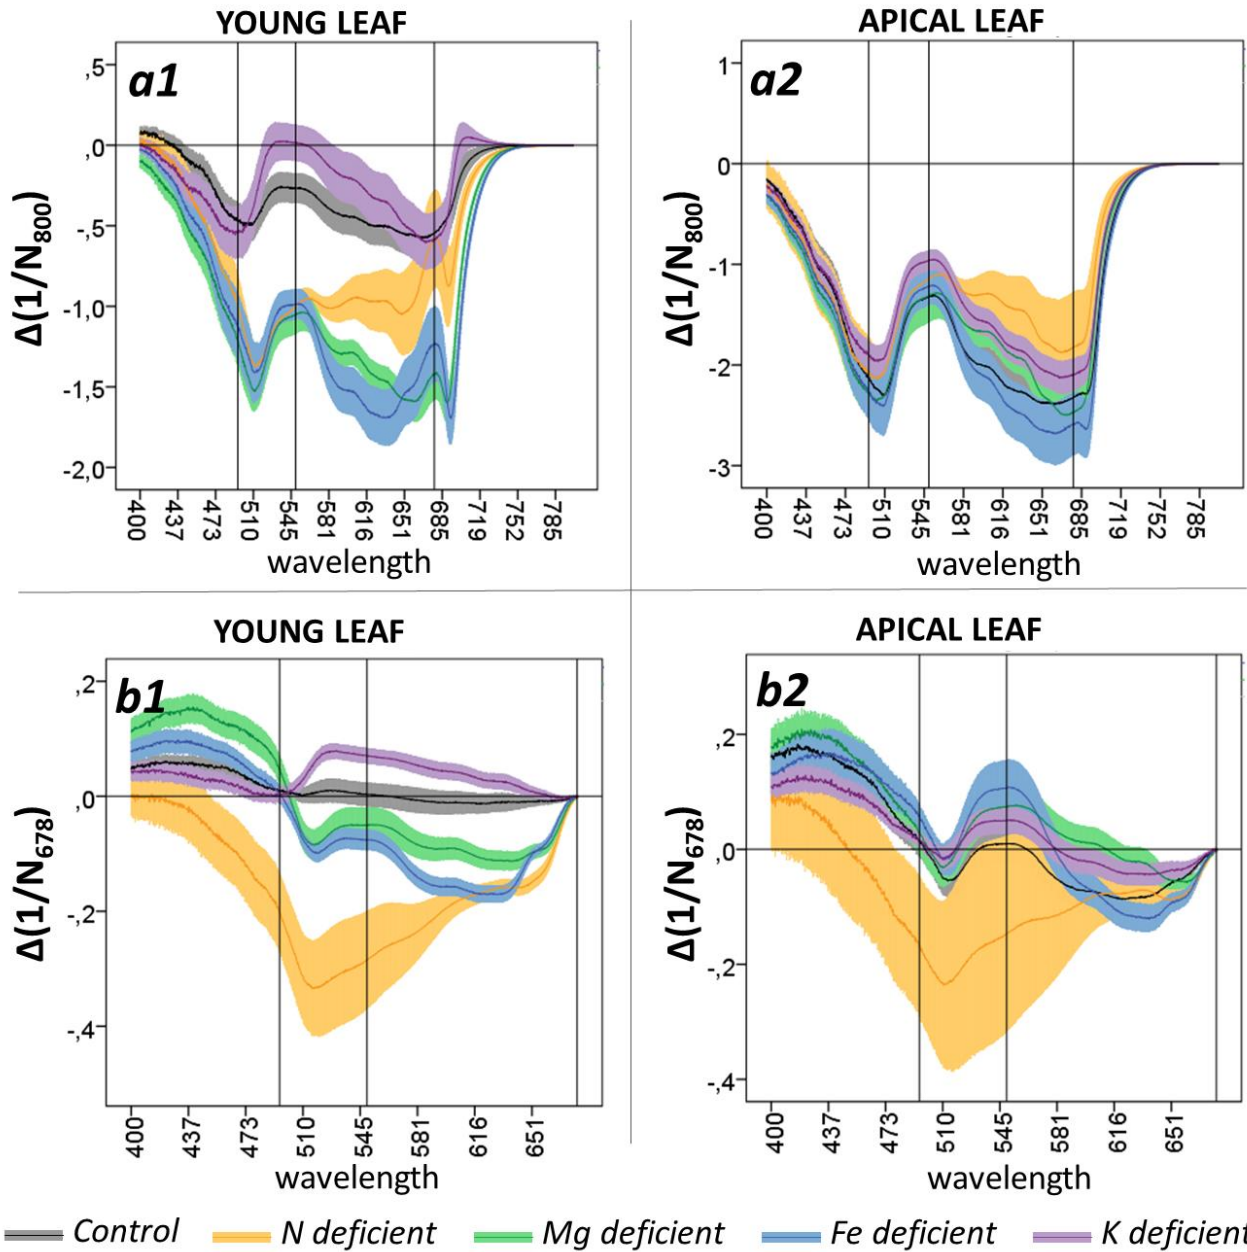 YOUNG LEAF
a1
,5
,0
-,5
-1,0
-1,5
-2,0
Δ(1/N800)
400 437 473 510 545 581 616 651 685 719 752 785
wavelength
APICAL LEAF
a2
1
0
-1
-2
-3
Δ(1/N800)
400 437 473 510 545 581 616 651 685 719 752 785
wavelength
YOUNG LEAF
b1
,2
,0
-,2
-,4
Δ(1/N678)
400 437 473 510 545 581 616 651
wavelength
APICAL LEAF
b2
,2
,0
-,2
-,4
Δ(1/N678)
400 437 473 510 545 581 616 651
wavelength
Control N deficient Mg deficient Fe deficient K deficient